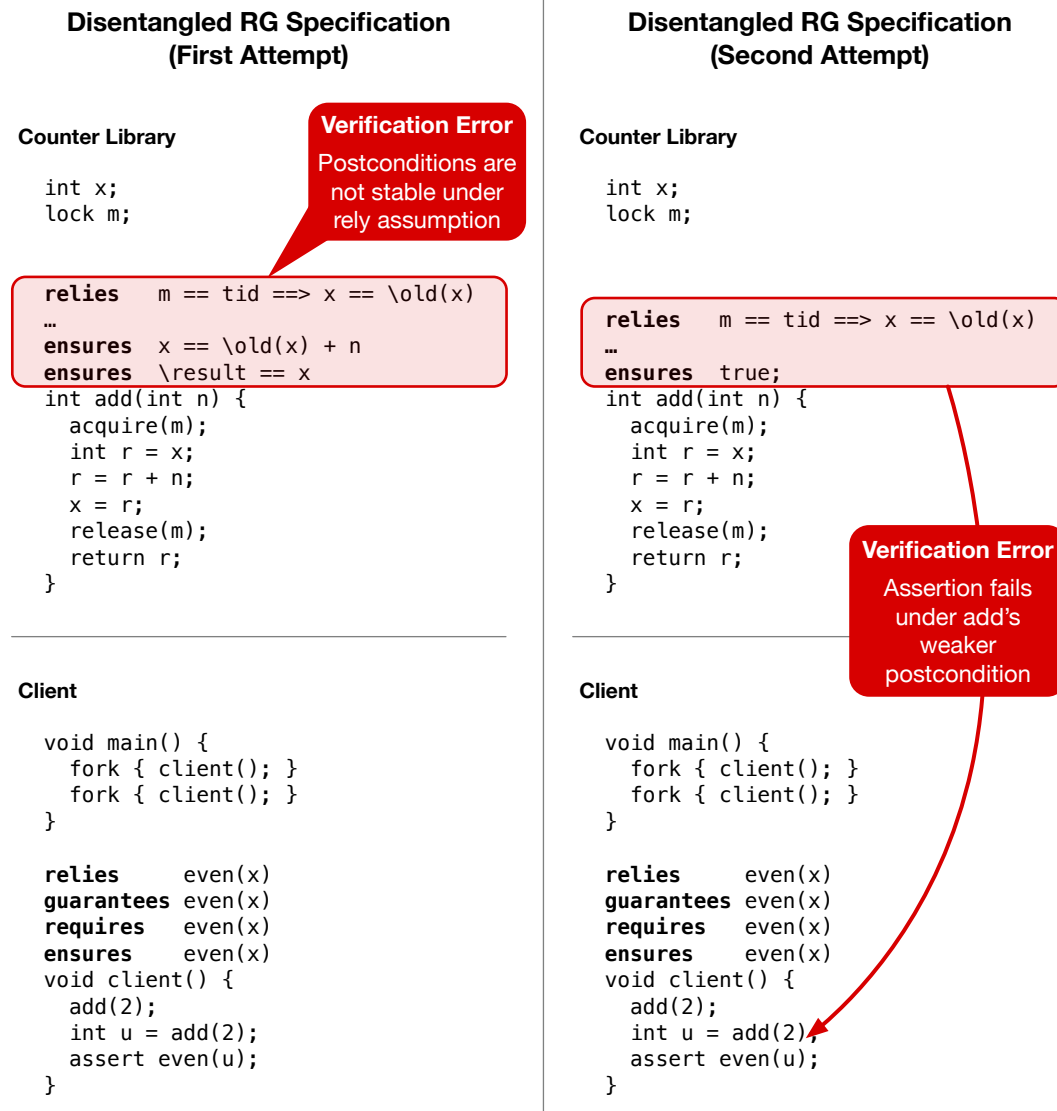 Disentangled RG Specification
(First Attempt)
Counter Library
Verification Error
Postconditions are
not stable under
rely assumption
int x;
lock m;
relies m == tid ==> x == \old(x)
…
ensures x == \old(x) + n
ensures \result == x
int add(int n) {
acquire(m);
int r = x;
r = r + n;
x = r;
release(m);
return r;
}
Client
void main() {
fork { client(); }
fork { client(); }
}
relies even(x)
guarantees even(x)
requires even(x)
ensures even(x)
void client() {
add(2);
int u = add(2);
assert even(u);
}
Disentangled RG Specification
(Second Attempt)
Counter Library
int x;
lock m;
relies m == tid ==> x == \old(x)
…
ensures true;
int add(int n) {
acquire(m);
int r = x;
r = r + n;
x = r;
release(m);
return r;
}
Verification Error
Assertion fails
under add’s
weaker
postcondition
Client
void main() {
fork { client(); }
fork { client(); }
}
relies even(x)
guarantees even(x)
requires even(x)
ensures even(x)
void client() {
add(2);
int u = add(2);
assert even(u);
}